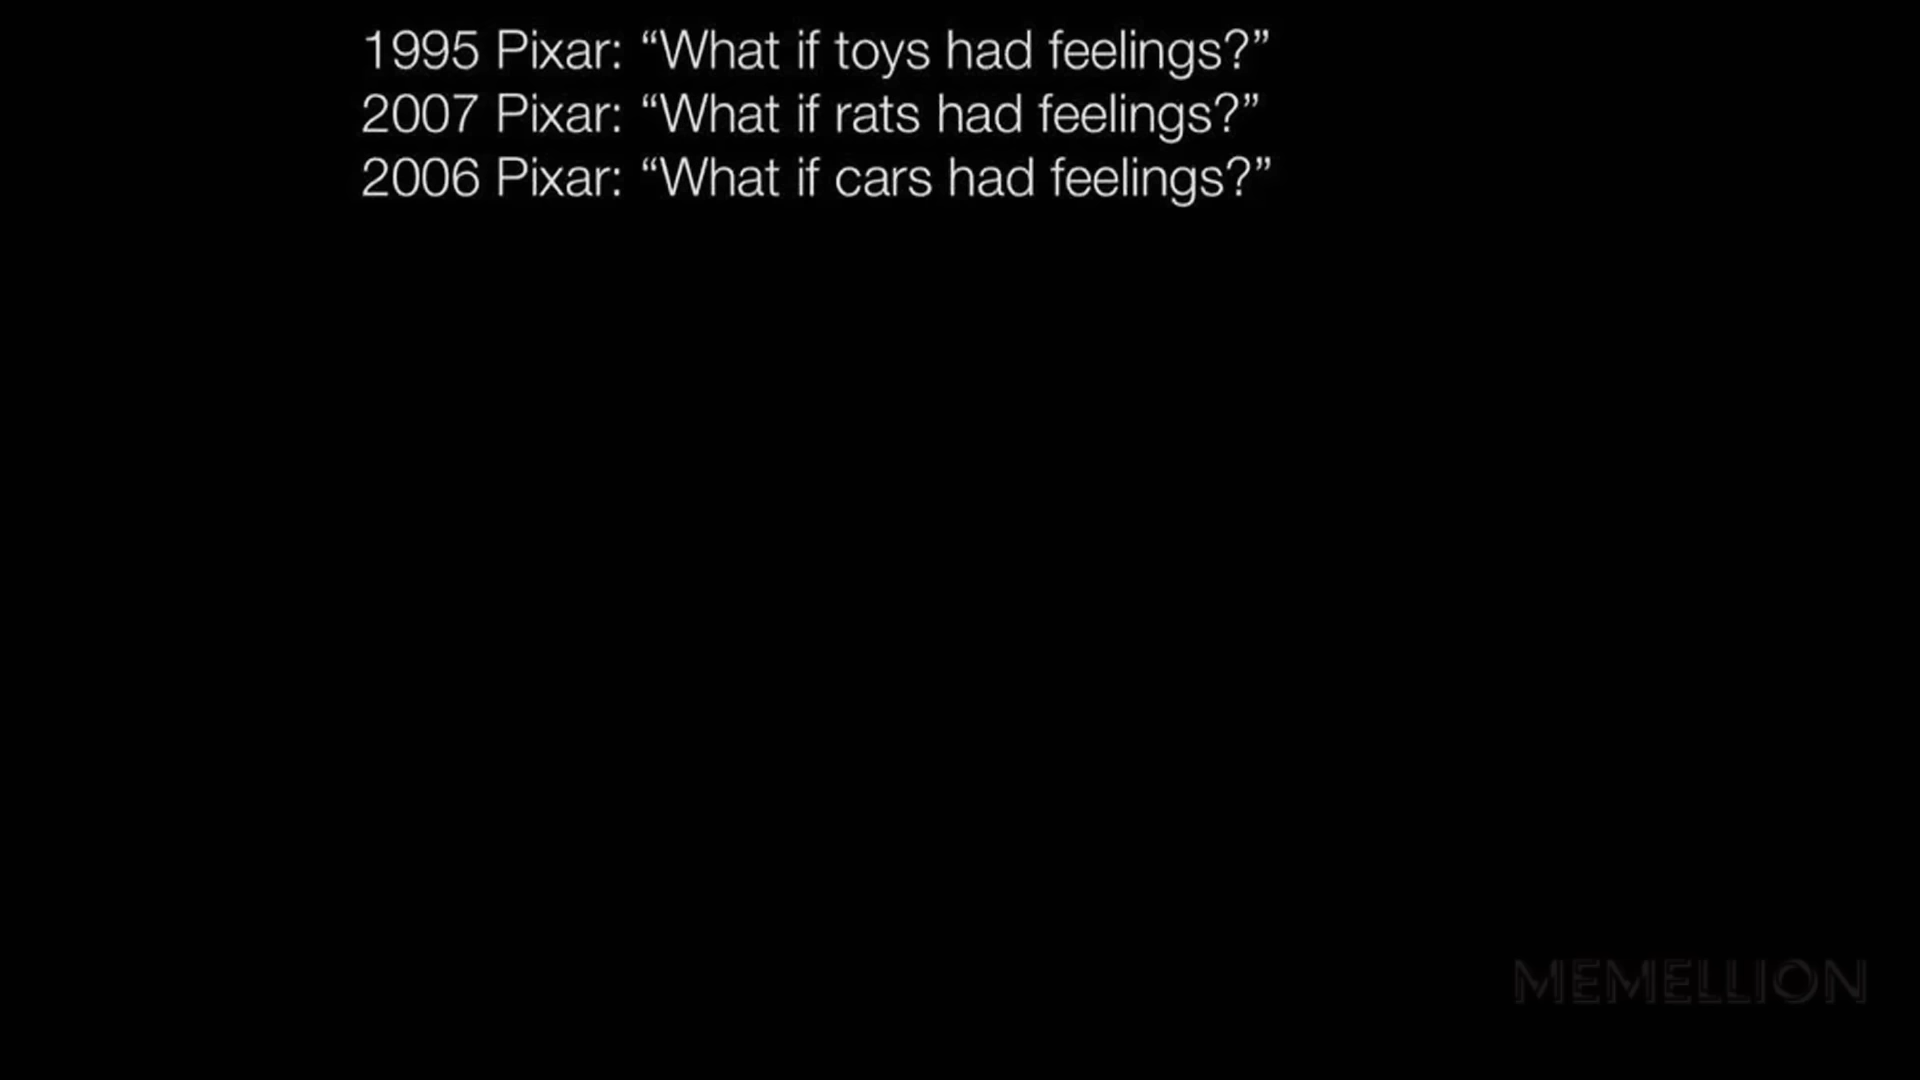 1995 Pixar: “What if toys had feelings?”
2007 Pixar: “What if rats had feelings?”
2006 Pixar: “What if cars had feelings?”
MEMELLION